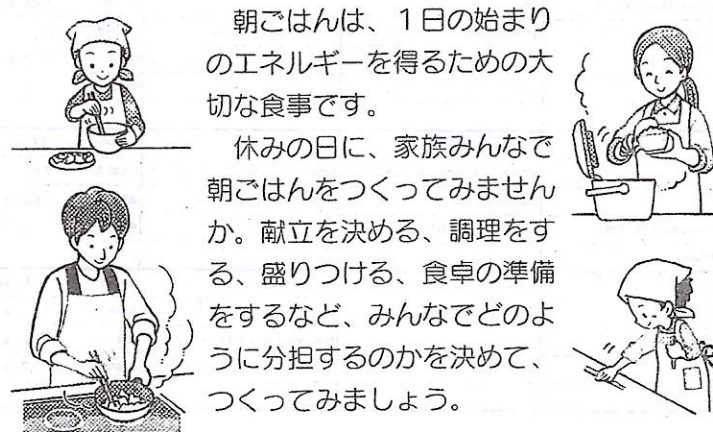 朝ごはんは、1日の始まり
のエネルギーを得るための大
切な食事です。
休みの日に、家族みんなで
朝ごはんをつくってみません
か。献立を決める、調理をす
る、盛りつける、食卓の準備
をするなど、みんなでどのよ
うに分担するのかを決めて、
つくってみましょう。